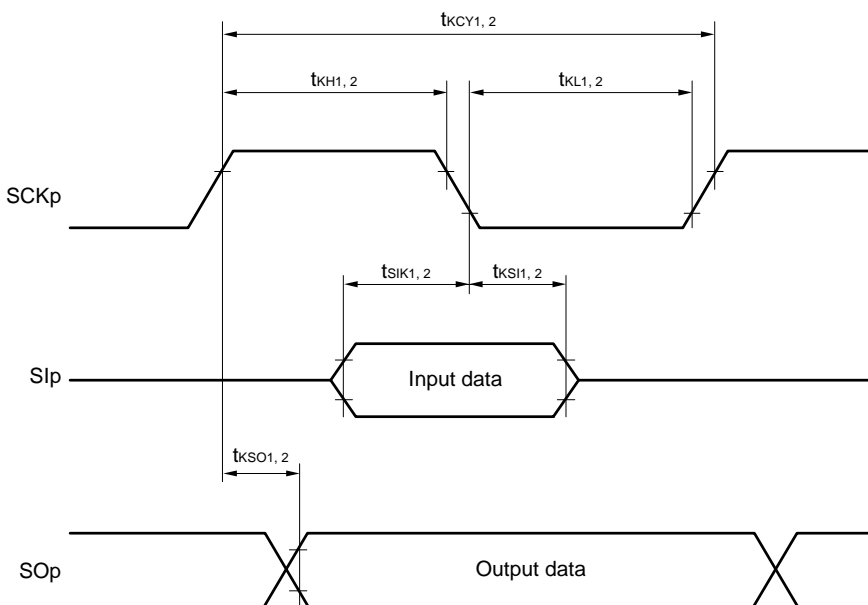 tKCY1, 2
tKH1, 2
tKL1, 2
SCKp
tSIK1, 2
tKSI1, 2
SIp
Input data
tKSO1, 2
SOp
Output data